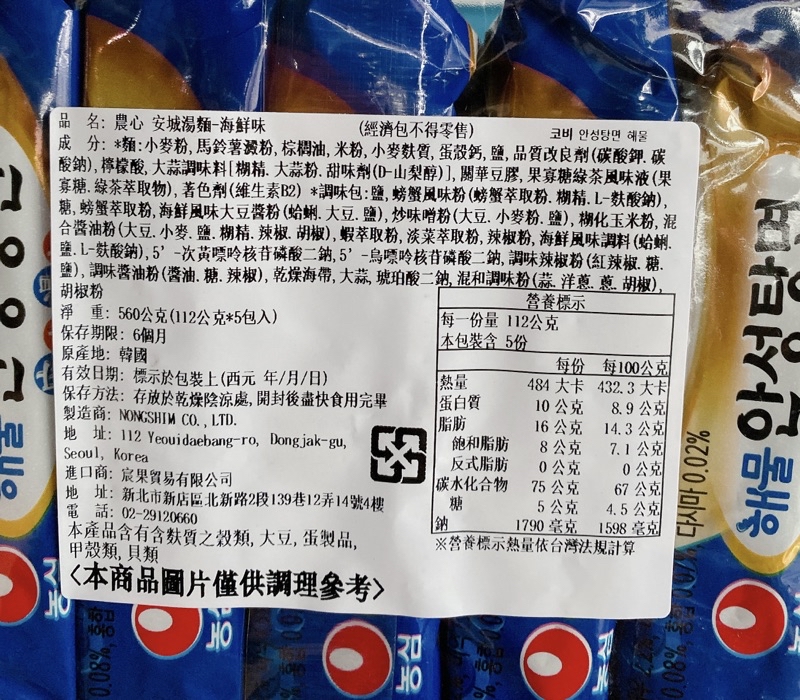 品 名: 農心 安城湯麵-海鮮味 (經濟包不得零售) 코비 안성탕면 해물
成 分: *麵:小麥粉, 馬鈴薯澱粉, 棕櫚油, 米粉, 小麥麩質, 蛋殼鈣, 鹽, 品質改良劑(碳酸鉀. 碳
酸鈉), 檸檬酸, 大蒜調味料[糊精. 大蒜粉. 甜味劑(D-山梨醇)], 關華豆膠, 果寡糖綠茶風味液(果
寡糖. 綠茶萃取物), 著色劑(維生素B2) *調味包:鹽, 螃蟹風味粉(螃蟹萃取粉. 糊精. L-麩酸鈉),
糖, 螃蟹萃取粉, 海鮮風味大豆醬粉(蛤蜊. 大豆. 鹽), 炒味噌粉(大豆. 小麥粉. 鹽), 糊化玉米粉, 混
合醬油粉(大豆. 小麥. 鹽. 糊精. 辣椒. 胡椒), 蝦萃取粉, 淡菜萃取粉, 辣椒粉, 海鮮風味調料(蛤蜊.
鹽. L-麩酸鈉), 5’-次黃嘌呤核苷磷酸二鈉, 5’-鳥嘌呤核苷磷酸二鈉, 調味辣椒粉(紅辣椒. 糖.
鹽), 調味醬油粉(醬油. 糖. 辣椒), 乾燥海帶, 大蒜, 琥珀酸二鈉, 混和調味粉(蒜. 洋蔥. 蔥. 胡椒),
胡椒粉
淨 重: 560公克(112公克*5包入)
保存期限: 6個月
原產地: 韓國
有效日期: 標示於包裝上(西元 年/月/日)
保存方法: 存放於乾燥陰涼處, 開封後盡快食用完畢
製造商: NONGSHIM CO., LTD.
地 址: 112 Yeouidaebang-ro, Dongjak-gu,
Seoul, Korea
進口商: 宸果貿易有限公司
地 址: 新北市新店區北新路2段139巷12弄14號4樓
電 話: 02-29120660
本產品含有含麩質之穀類, 大豆, 蛋製品,
甲殼類, 貝類
<本商品圖片僅供調理參考>
營養標示
每一份量 112公克
本包裝含 5份
每份 每100公克
熱量 484 大卡 432.3 大卡
蛋白質 10 公克 8.9 公克
脂肪 16 公克 14.3 公克
飽和脂肪 8 公克 7.1 公克
反式脂肪 0 公克 0 公克
碳水化合物 75 公克 67 公克
糖 5 公克 4.5 公克
鈉 1790 毫克 1598 毫克
※營養標示熱量依台灣法規計算
해물 안성탕면
다시마 0.02%
해물
농심
농심
농심
농심
0.08%
0.08%